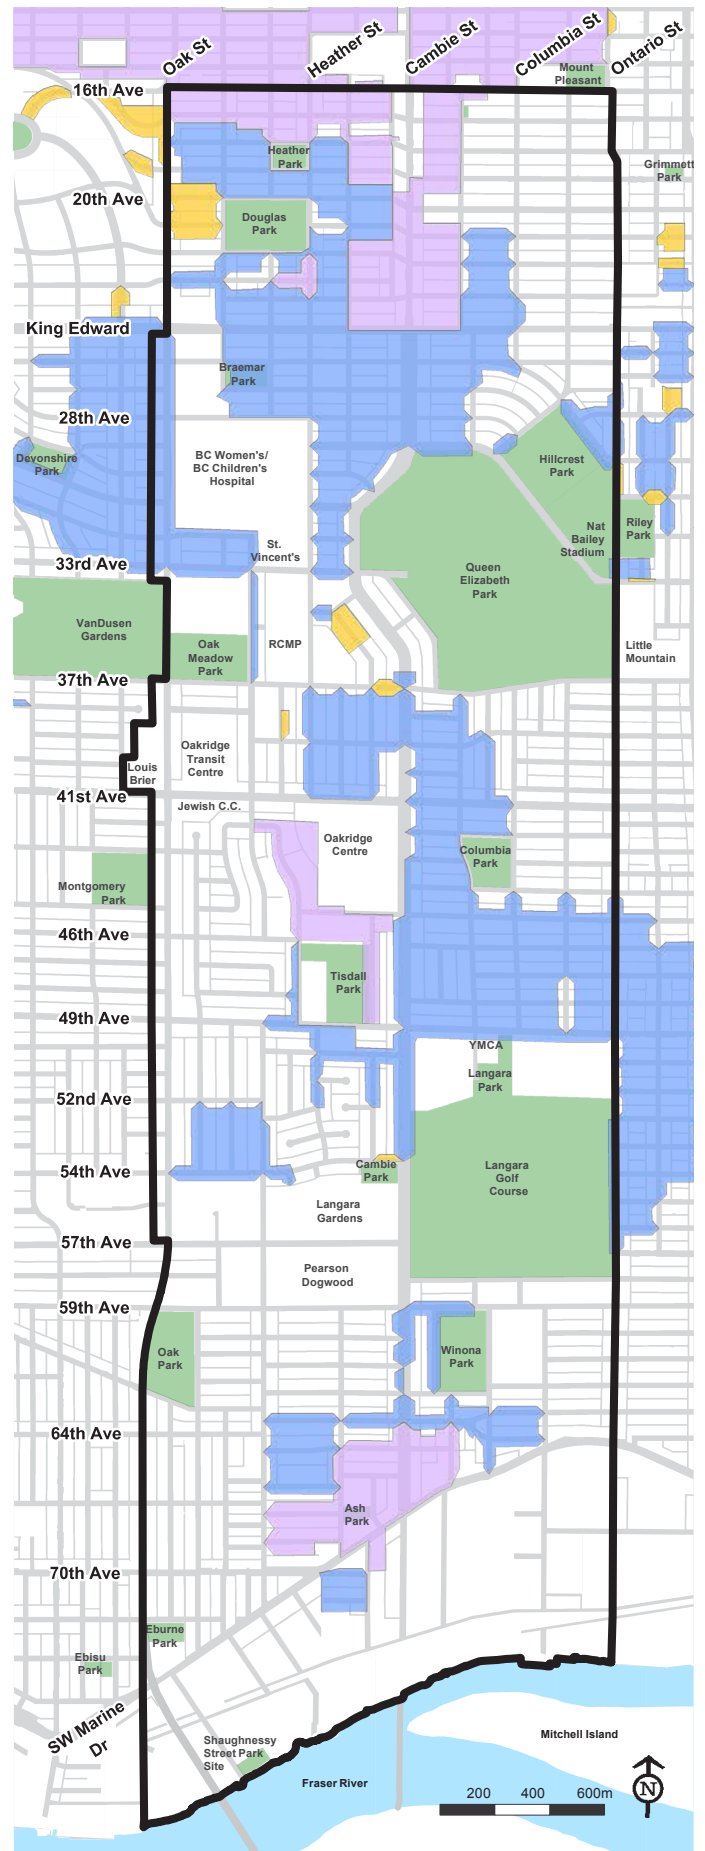 Oak St
Heather St
Cambie St
Columbia St
Ontario St
Mount
Pleasant
16th Ave
Heather
Park
Grimmett
Park
20th Ave
Douglas
Park
King Edward
Braemar
Park
28th Ave
Devonshire
Park
BC Women's/
BC Children's
Hospital
Hillcrest
Park
Nat
Bailey
Stadium
Riley
Park
St.
Vincent's
33rd Ave
Queen
Elizabeth
Park
VanDusen
Gardens
Oak
Meadow
Park
RCMP
Little
Mountain
37th Ave
Oakridge
Transit
Centre
Louis
Brier
41st Ave
Jewish C.C.
Oakridge
Centre
Columbia
Park
Montgomery
Park
46th Ave
Tisdall
Park
49th Ave
YMCA
Langara
Park
52nd Ave
54th Ave
Cambie
Park
Langara
Golf
Course
Langara
Gardens
57th Ave
Pearson
Dogwood
59th Ave
Oak
Park
Winona
Park
64th Ave
Ash
Park
70th Ave
Eburne
Park
Ebisu
Park
SW Marine
Dr
Shaughnessy
Street Park
Site
Mitchell Island
Fraser River
N
200 400 600m